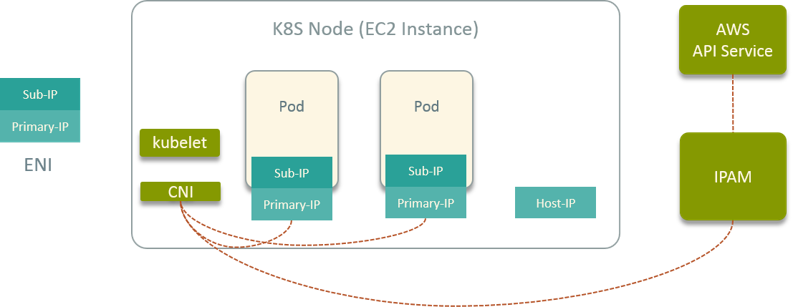 K8S Node (EC2 Instance)
AWS
API Service
Sub-IP
Primary-IP
ENI
Pod
Pod
kubelet
CNI
Sub-IP
Primary-IP
Sub-IP
Primary-IP
Host-IP
IPAM